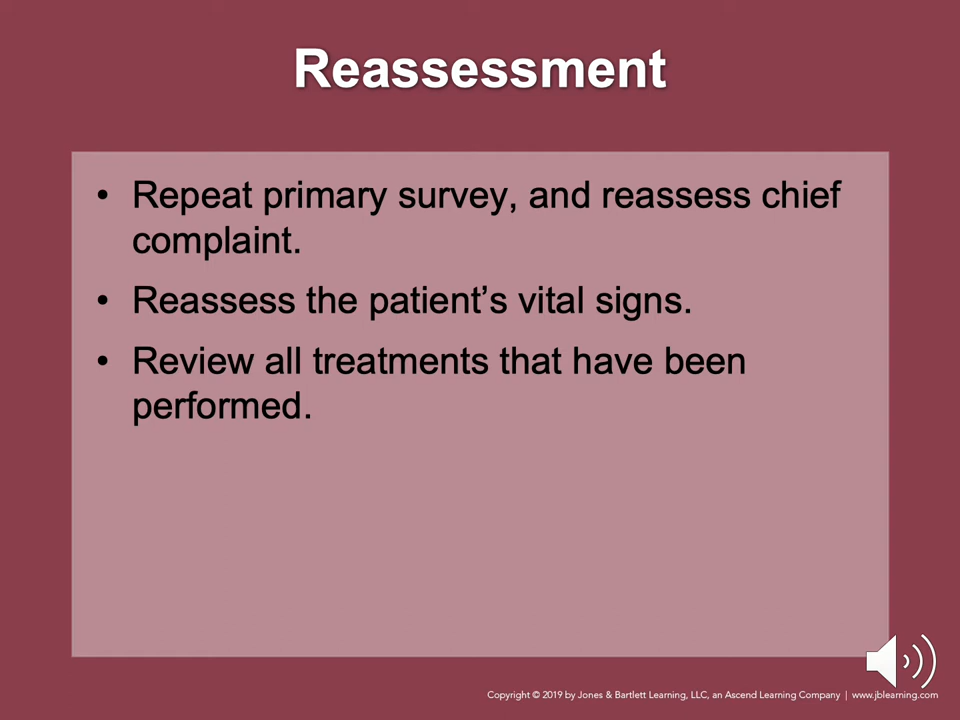 Reassessment
• Repeat primary survey, and reassess chief
complaint.
• Reassess the patient’s vital signs.
• Review all treatments that have been
performed.
Copyright © 2019 by Jones & Bartlett Learning, LLC, an Ascend Learning Company | www.jblearning.com